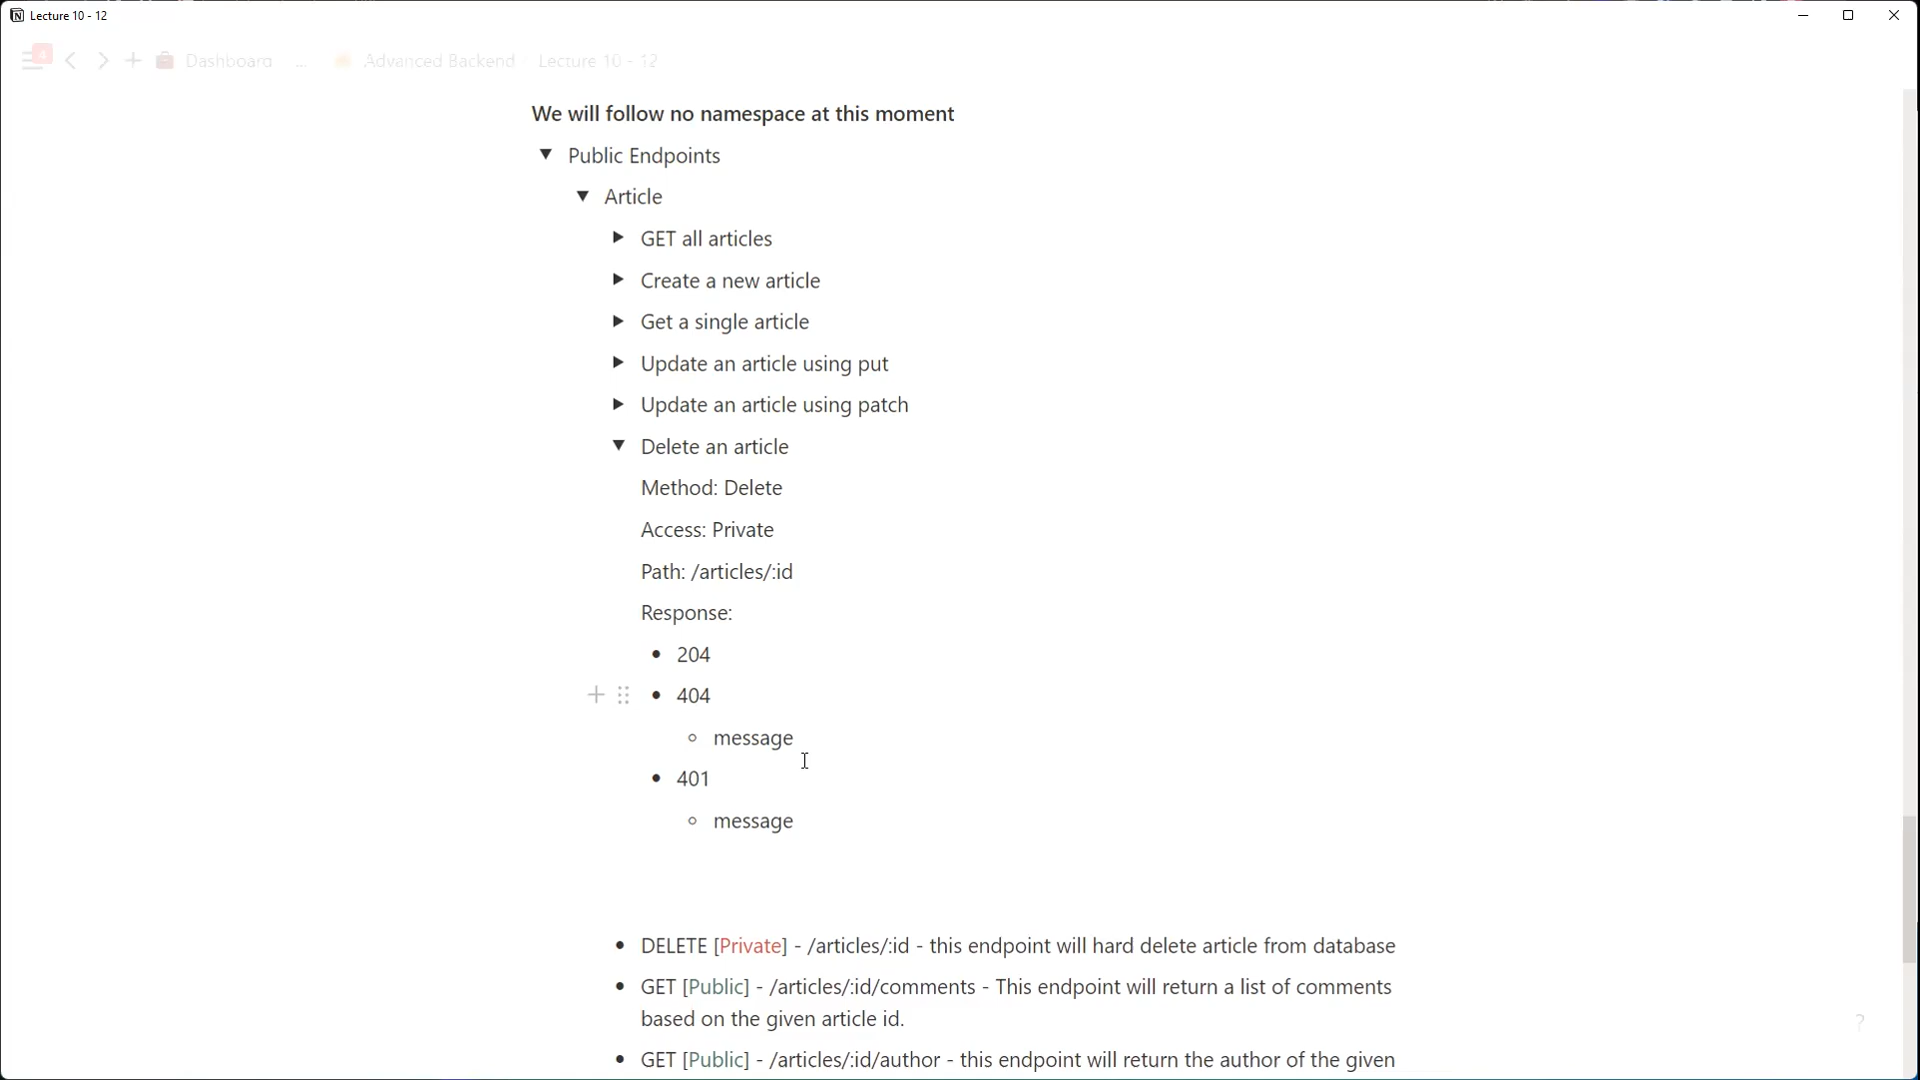 Lecture 10 - 12
4
Dashboard ... Advanced Backend / Lecture 10 - 12
We will follow no namespace at this moment
Public Endpoints
Article
GET all articles
Create a new article
Get a single article
Update an article using put
Update an article using patch
Delete an article
Method: Delete
Access: Private
Path: /articles/:id
Response:
204
404
message
401
message
DELETE [Private] - /articles/:id - this endpoint will hard delete article from database
GET [Public] - /articles/:id/comments - This endpoint will return a list of comments
based on the given article id.
GET [Public] - /articles/:id/author - this endpoint will return the author of the given
?